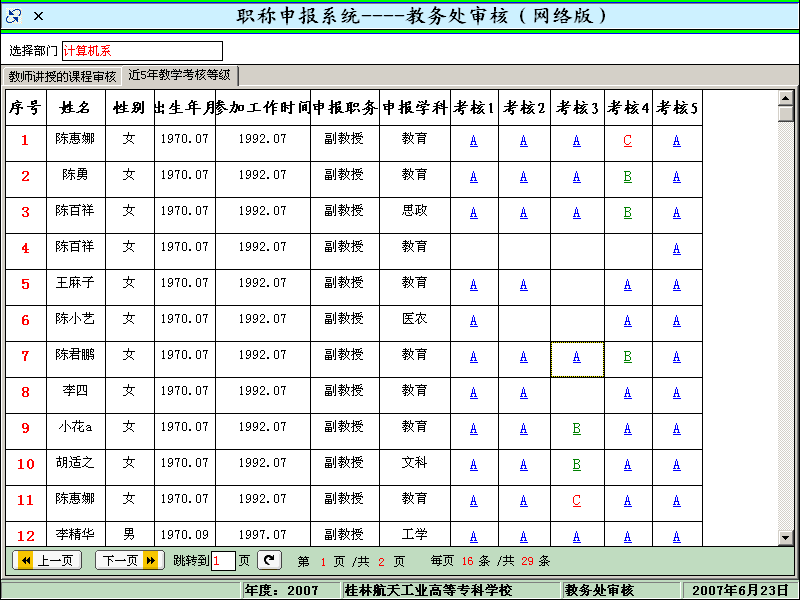 职称申报系统----教务处审核（网络版）
选择部门 计算机系
教师讲授的课程审核 近5年教学考核等级
序号 姓名 性别 出生年月 参加工作时间 申报职务 申报学科 考核1 考核2 考核3 考核4 考核5
1 陈惠娜 女 1970.07 1992.07 副教授 教育 A A A C A
2 陈勇 女 1970.07 1992.07 副教授 教育 A A A B A
3 陈百祥 女 1970.07 1992.07 副教授 思政 A A A B A
4 陈百祥 女 1970.07 1992.07 副教授 教育 A
5 王麻子 女 1970.07 1992.07 副教授 教育 A A A A
6 陈小艺 女 1970.07 1992.07 副教授 医农 A A A
7 陈君鹏 女 1970.07 1992.07 副教授 教育 A A A B A
8 李四 女 1970.07 1992.07 副教授 教育 A A A A
9 小花a 女 1970.07 1992.07 副教授 教育 A A B A A
10 胡适之 女 1970.07 1992.07 副教授 文科 A A B A A
11 陈惠娜 女 1970.07 1992.07 副教授 教育 A A C A A
12 李精华 男 1970.09 1997.07 副教授 工学 A A A A A
上一页 下一页 跳转到 1 页 第 1 页 /共 2 页 每页 16 条 /共 29 条
年度：2007 桂林航天工业高等专科学校 教务处审核 2007年6月23日